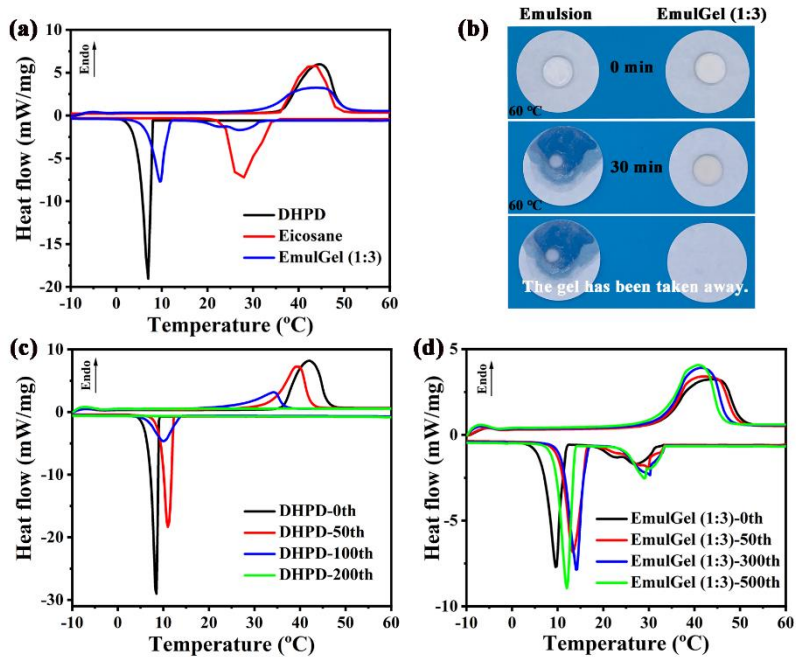 (a)
Endo
Heat flow (mW/mg)
10
5
0
-5
-10
-15
-20
DHPD
Eicosane
EmulGel (1:3)
-10 0 10 20 30 40 50 60
Temperature (ºC)
(b)
Emulsion EmulGel (1:3)
0 min
60 °C
30 min
60 °C
The gel has been taken away.
(c)
Endo
Heat flow (mW/mg)
10
0
-10
-20
-30
DHPD-0th
DHPD-50th
DHPD-100th
DHPD-200th
-10 0 10 20 30 40 50 60
Temperature (ºC)
(d)
Endo
Heat flow (mW/mg)
5
0
-5
-10
EmulGel (1:3)-0th
EmulGel (1:3)-50th
EmulGel (1:3)-300th
EmulGel (1:3)-500th
-10 0 10 20 30 40 50 60
Temperature (ºC)